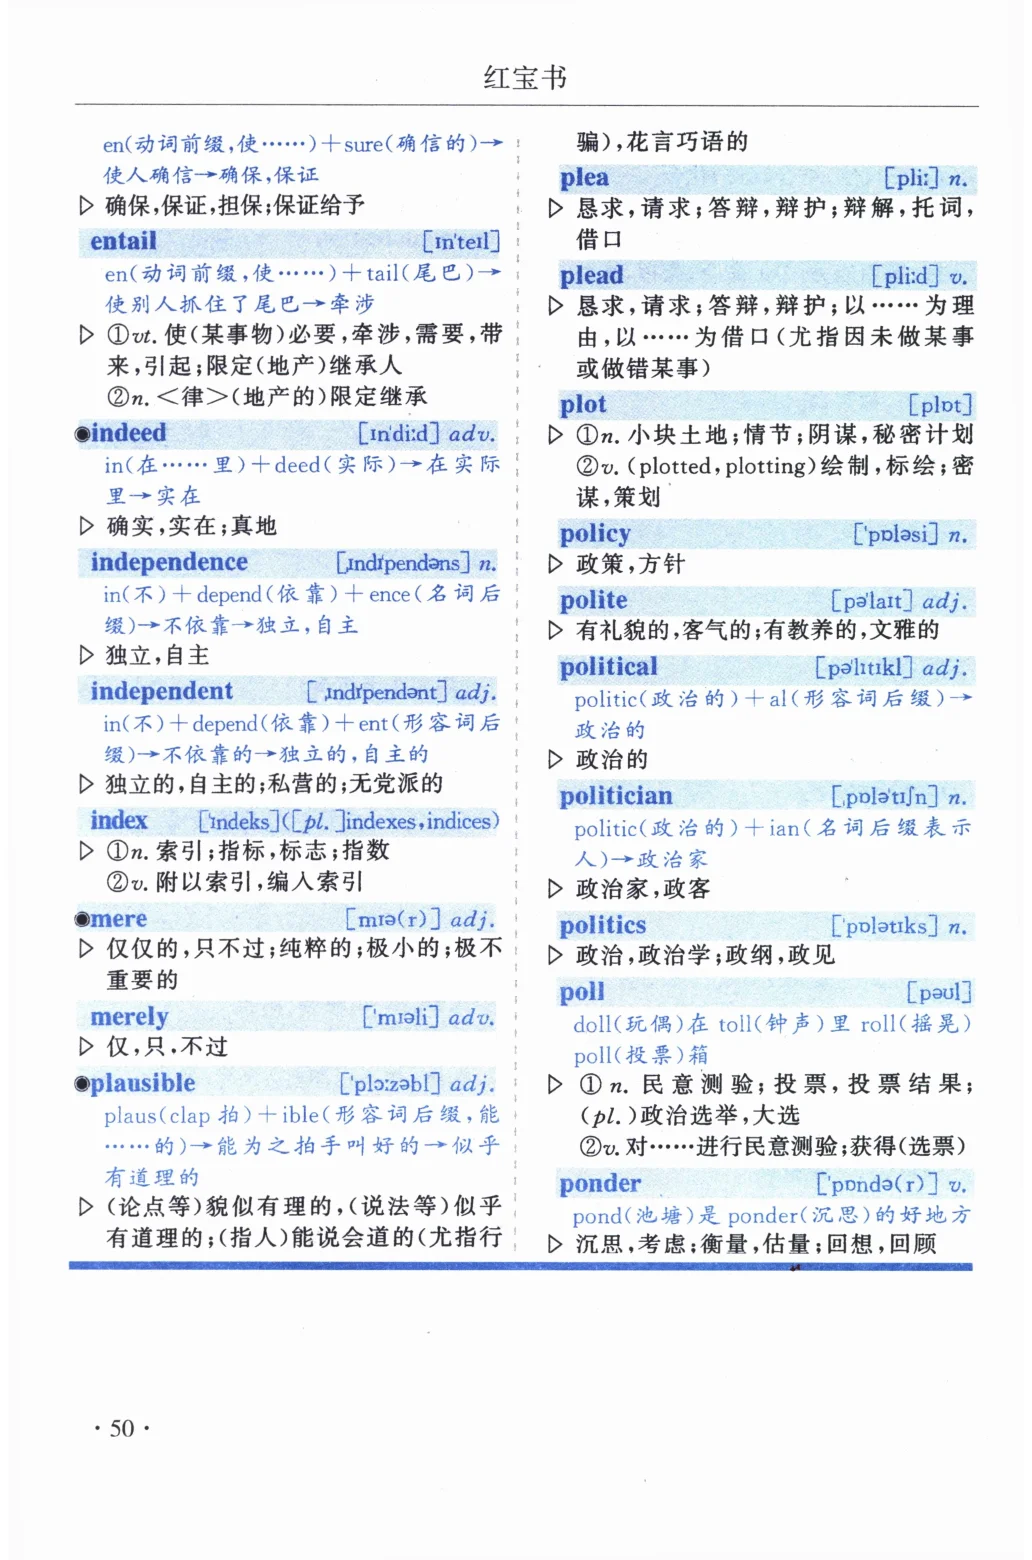 红宝书
en(动词前缀,使……)＋sure(确信的)→
使人确信→确保,保证
▷ 确保,保证,担保;保证给予
entail [ɪn'teɪl]
en(动词前缀,使……)＋tail(尾巴)→
使别人抓住了尾巴→牵涉
▷ ①vt. 使(某事物)必要,牵涉,需要,带
来,引起;限定(地产)继承人
②n. ＜律＞(地产的)限定继承
◉indeed [ɪn'di:d] adv.
in(在……里)＋deed(实际)→在实际
里→实在
▷ 确实,实在;真地
independence [ˌɪndɪ'pendəns] n.
in(不)＋depend(依靠)＋ence(名词后
缀)→不依靠→独立,自主
▷ 独立,自主
independent [ˌɪndɪ'pendənt] adj.
in(不)＋depend(依靠)＋ent(形容词后
缀)→不依靠的→独立的,自主的
▷ 独立的,自主的;私营的;无党派的
index ['ɪndeks]([pl. ]indexes,indices)
▷ ①n. 索引;指标,标志;指数
②v. 附以索引,编入索引
◉mere [mɪə(r)] adj.
▷ 仅仅的,只不过;纯粹的;极小的;极不
重要的
merely ['mɪəli] adv.
▷ 仅,只,不过
◉plausible ['plɔ:zəbl] adj.
plaus(clap 拍)＋ible(形容词后缀,能
……的)→能为之拍手叫好的→似乎
有道理的
▷ (论点等)貌似有理的,(说法等)似乎
有道理的;(指人)能说会道的(尤指行
骗),花言巧语的
plea [pli:] n.
▷ 恳求,请求;答辩,辩护;辩解,托词,
借口
plead [pli:d] v.
▷ 恳求,请求;答辩,辩护;以……为理
由,以……为借口(尤指因未做某事
或做错某事)
plot [plɒt]
▷ ①n. 小块土地;情节;阴谋,秘密计划
②v. (plotted,plotting)绘制,标绘;密
谋,策划
policy ['pɒləsi] n.
▷ 政策,方针
polite [pə'laɪt] adj.
▷ 有礼貌的,客气的;有教养的,文雅的
political [pə'lɪtɪkl] adj.
politic(政治的)＋al(形容词后缀)→
政治的
▷ 政治的
politician [ˌpɒlə'tɪʃn] n.
politic(政治的)＋ian(名词后缀表示
人)→政治家
▷ 政治家,政客
politics ['pɒlətɪks] n.
▷ 政治,政治学;政纲,政见
poll [pəʊl]
doll(玩偶)在 toll(钟声)里 roll(摇晃)
poll(投票)箱
▷ ① n. 民意测验;投票,投票结果;
(pl. )政治选举,大选
②v. 对……进行民意测验;获得(选票)
ponder ['pɒndə(r)] v.
pond(池塘)是 ponder(沉思)的好地方
▷ 沉思,考虑;衡量,估量;回想,回顾
· 50 ·